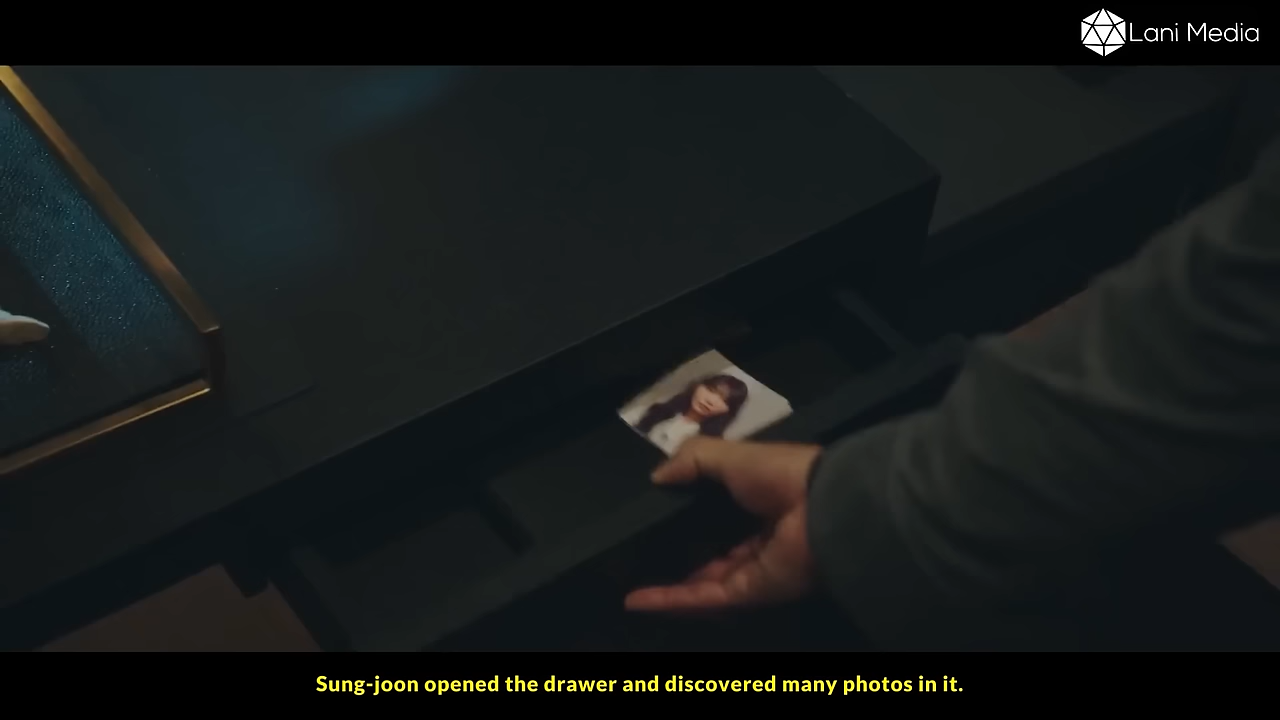 Lani Media
Sung-joon opened the drawer and discovered many photos in it.